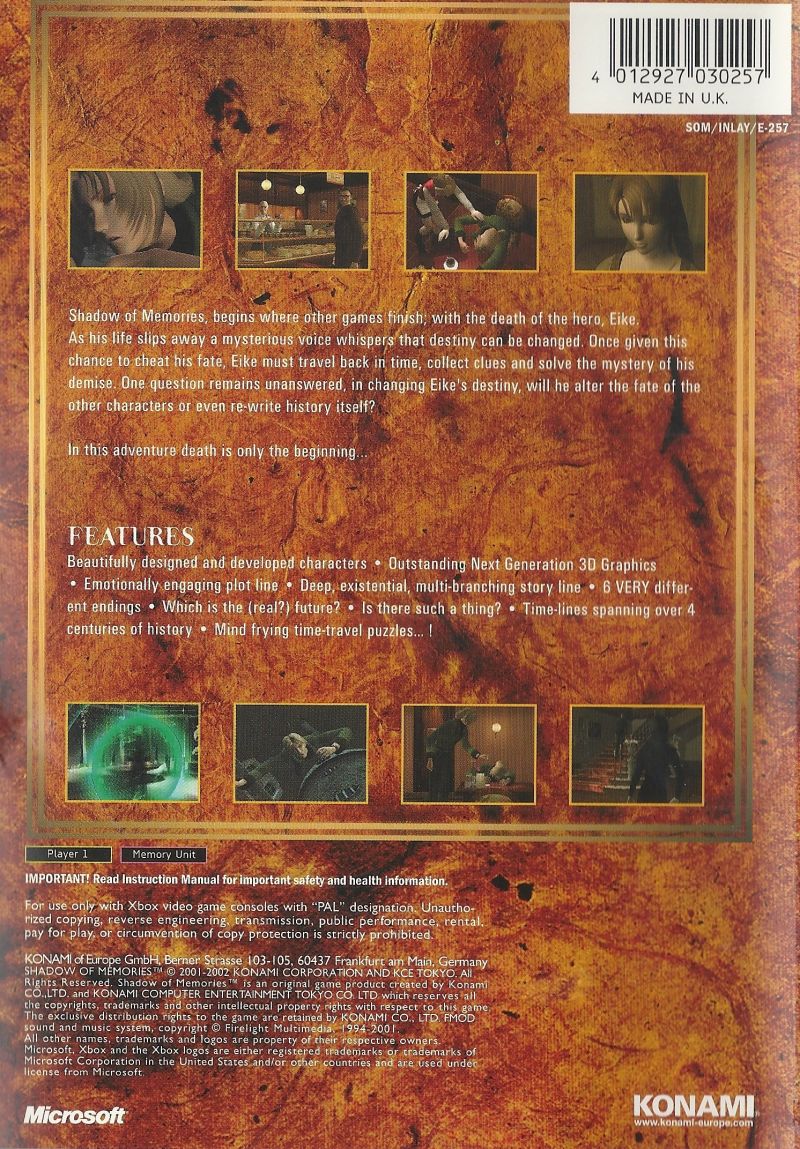 4 012927 030257
MADE IN U.K.
SOM/INLAY/E-257
Shadow of Memories, begins where other games finish; with the death of the hero, Eike.
As his life slips away a mysterious voice whispers that destiny can be changed. Once given this
chance to cheat his fate, Eike must travel back in time, collect clues and solve the mystery of his
demise. One question remains unanswered, in changing Eike's destiny, will he alter the fate of the
other characters or even re-write history itself?
In this adventure death is only the beginning...
FEATURES
Beautifully designed and developed characters • Outstanding Next Generation 3D Graphics
• Emotionally engaging plot line • Deep, existential, multi-branching story line • 6 VERY differ-
ent endings • Which is the (real?) future? • Is there such a thing? • Time-lines spanning over 4
centuries of history • Mind frying time-travel puzzles... !
Player 1
Memory Unit
IMPORTANT! Read Instruction Manual for important safety and health information.
For use only with Xbox video game consoles with “PAL” designation. Unautho-
rized copying, reverse engineering, transmission, public performance, rental,
pay for play, or circumvention of copy protection is strictly prohibited.
KONAMI of Europe GmbH, Berner Strasse 103-105, 60437 Frankfurt am Main, Germany
SHADOW OF MEMORIES™ © 2001-2002 KONAMI CORPORATION AND KCE TOKYO. All
Rights Reserved. Shadow of Memories™ is an original game product created by Konami
CO.,LTD. and KONAMI COMPUTER ENTERTAINMENT TOKYO CO. LTD which reserves all
the copyrights, trademarks and other intellectual property rights with respect to this game
The exclusive distribution rights to the game are retained by KONAMI CO., LTD. FMOD
sound and music system, copyright © Firelight Multimedia, 1994-2001.
All other names, trademarks and logos are property of their respective owners.
Microsoft, Xbox and the Xbox logos are either registered trademarks or trademarks of
Microsoft Corporation in the United States and/or other countries and are used under
license from Microsoft.
Microsoft
KONAMI
www.konami-europe.com